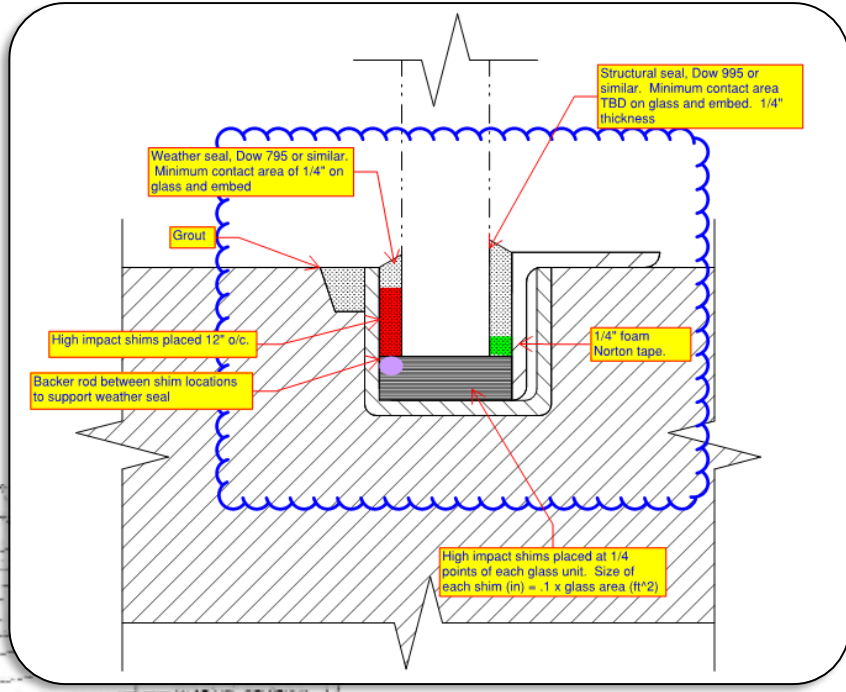 Structural seal, Dow 995 or
similar. Minimum contact area
TBD on glass and embed. 1/4"
thickness
Weather seal, Dow 795 or similar.
Minimum contact area of 1/4" on
glass and embed
Grout
High impact shims placed 12" o/c.
1/4" foam
Norton tape.
Backer rod between shim locations
to support weather seal
High impact shims placed at 1/4
points of each glass unit. Size of
each shim (in) = .1 x glass area (ft^2)